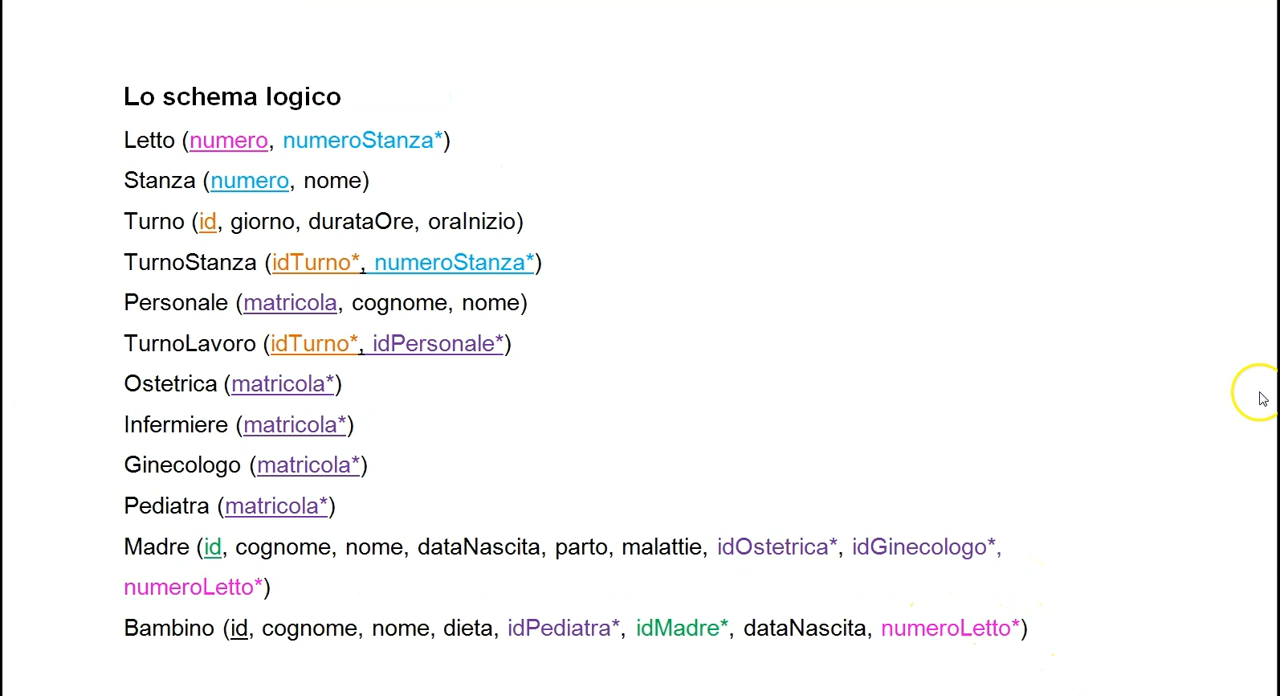 Lo schema logico
Letto (numero, numeroStanza*)
Stanza (numero, nome)
Turno (id, giorno, durataOre, oraInizio)
TurnoStanza (idTurno*, numeroStanza*)
Personale (matricola, cognome, nome)
TurnoLavoro (idTurno*, idPersonale*)
Ostetrica (matricola*)
Infermiere (matricola*)
Ginecologo (matricola*)
Pediatra (matricola*)
Madre (id, cognome, nome, dataNascita, parto, malattie, idOstetrica*, idGinecologo*,
numeroLetto*)
Bambino (id, cognome, nome, dieta, idPediatra*, idMadre*, dataNascita, numeroLetto*)